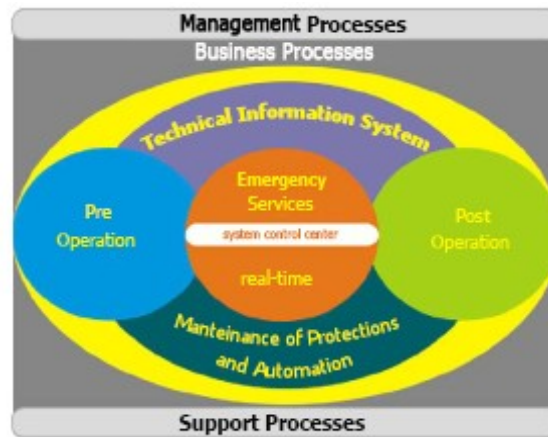 Management Processes
Business Processes
Technical Information System
Emergency
Services
Pre
Operation
system control center
Post
Operation
real-time
Manteinance of Protections
and Automation
Support Processes